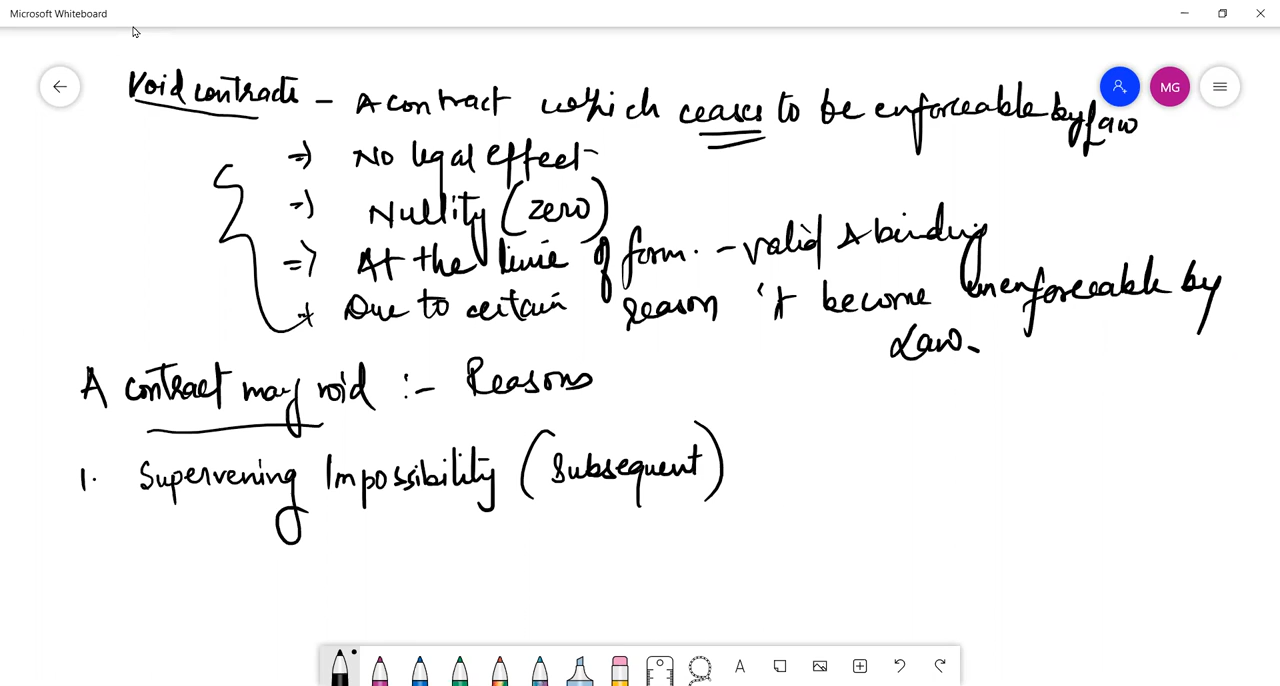 Microsoft Whiteboard
MG
Void contracts – A contract which ceases to be enforceable by Law
=> No legal effect
=> Nullity (zero)
=> At the time of form. – valid & binding
Due to certain reason it become unenforceable by
Law.
A contract may void :- Reasons
1. Supervening Impossibility (Subsequent)
A